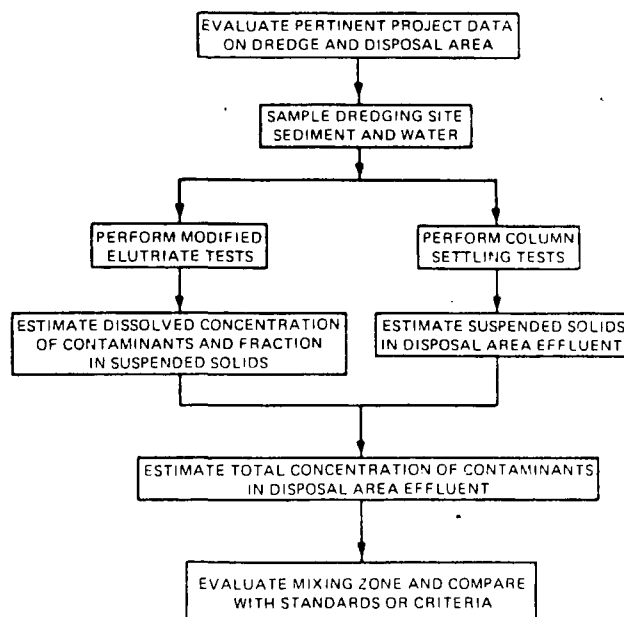 EVALUATE PERTINENT PROJECT DATA
ON DREDGE AND DISPOSAL AREA
SAMPLE DREDGING SITE
SEDIMENT AND WATER
PERFORM MODIFIED
ELUTRIATE TESTS
PERFORM COLUMN
SETTLING TESTS
ESTIMATE DISSOLVED CONCENTRATION
OF CONTAMINANTS AND FRACTION
IN SUSPENDED SOLIDS
ESTIMATE SUSPENDED SOLIDS
IN DISPOSAL AREA EFFLUENT
ESTIMATE TOTAL CONCENTRATION OF CONTAMINANTS
IN DISPOSAL AREA EFFLUENT
EVALUATE MIXING ZONE AND COMPARE
WITH STANDARDS OR CRITERIA